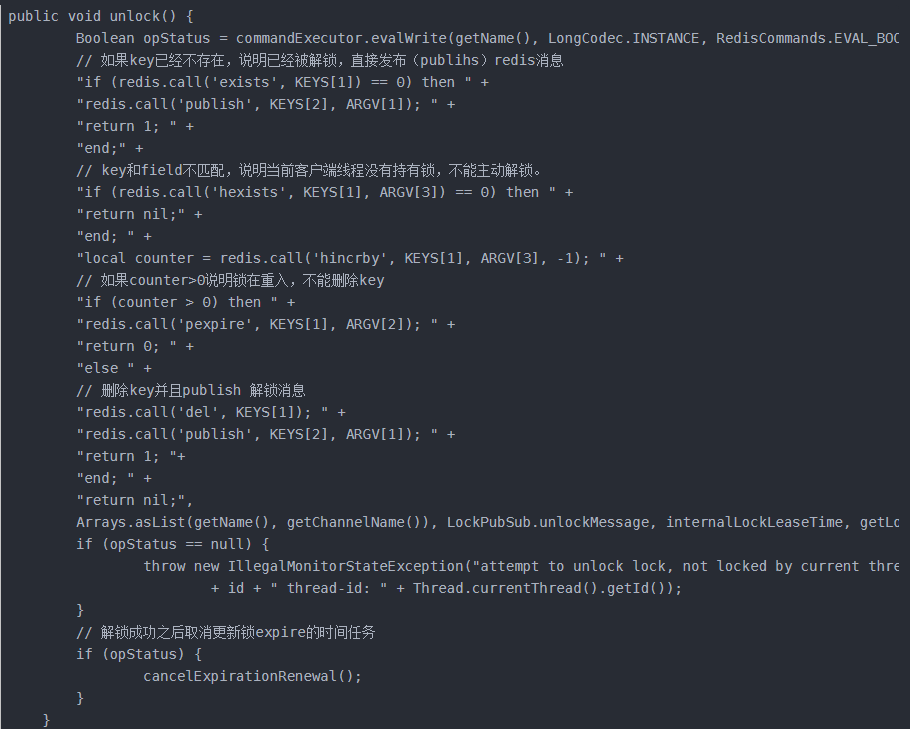 public void unlock() {
Boolean opStatus = commandExecutor.evalWrite(getName(), LongCodec.INSTANCE, RedisCommands.EVAL_BOO
// 如果key已经不存在，说明已经被解锁，直接发布（publihs）redis消息
"if (redis.call('exists', KEYS[1]) == 0) then " +
"redis.call('publish', KEYS[2], ARGV[1]); " +
"return 1; " +
"end;" +
// key和field不匹配，说明当前客户端线程没有持有锁，不能主动解锁。
"if (redis.call('hexists', KEYS[1], ARGV[3]) == 0) then " +
"return nil;" +
"end; " +
"local counter = redis.call('hincrby', KEYS[1], ARGV[3], -1); " +
// 如果counter>0说明锁在重入，不能删除key
"if (counter > 0) then " +
"redis.call('pexpire', KEYS[1], ARGV[2]); " +
"return 0; " +
"else " +
// 删除key并且publish 解锁消息
"redis.call('del', KEYS[1]); " +
"redis.call('publish', KEYS[2], ARGV[1]); " +
"return 1; "+
"end; " +
"return nil;",
Arrays.asList(getName(), getChannelName()), LockPubSub.unlockMessage, internalLockLeaseTime, getLo
if (opStatus == null) {
throw new IllegalMonitorStateException("attempt to unlock lock, not locked by current thre
+ id + " thread-id: " + Thread.currentThread().getId());
}
// 解锁成功之后取消更新锁expire的时间任务
if (opStatus) {
cancelExpirationRenewal();
}
}